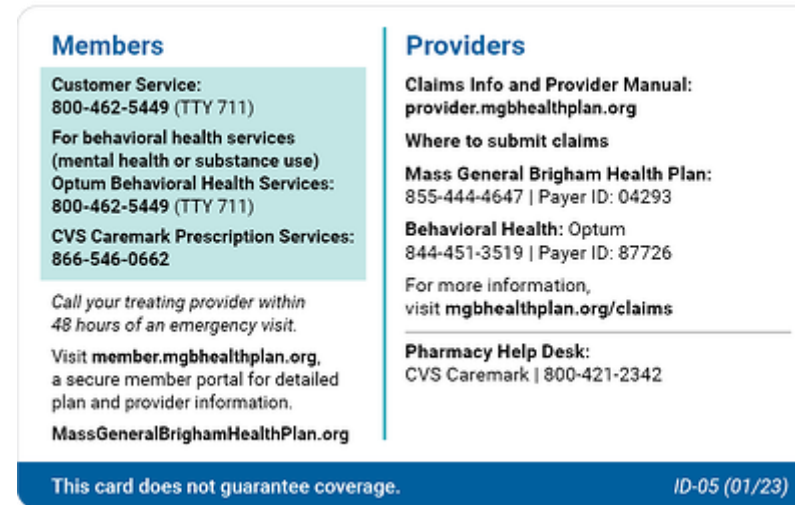 Members
Customer Service:
800-462-5449 (TTY 711)
For behavioral health services
(mental health or substance use)
Optum Behavioral Health Services:
800-462-5449 (TTY 711)
CVS Caremark Prescription Services:
866-546-0662
Call your treating provider within
48 hours of an emergency visit.
Visit member.mgbhealthplan.org,
a secure member portal for detailed
plan and provider information.
MassGeneralBrighamHealthPlan.org
Providers
Claims Info and Provider Manual:
provider.mgbhealthplan.org
Where to submit claims
Mass General Brigham Health Plan:
855-444-4647 | Payer ID: 04293
Behavioral Health: Optum
844-451-3519 | Payer ID: 87726
For more information,
visit mgbhealthplan.org/claims
Pharmacy Help Desk:
CVS Caremark | 800-421-2342
This card does not guarantee coverage.
ID-05 (01/23)